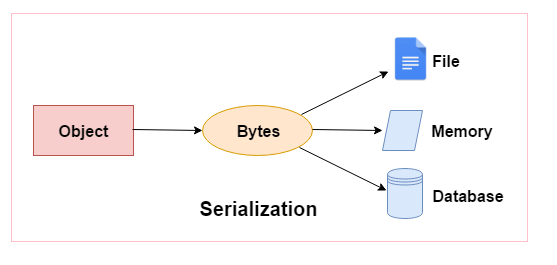 File
Object
Bytes
Memory
Database
Serialization